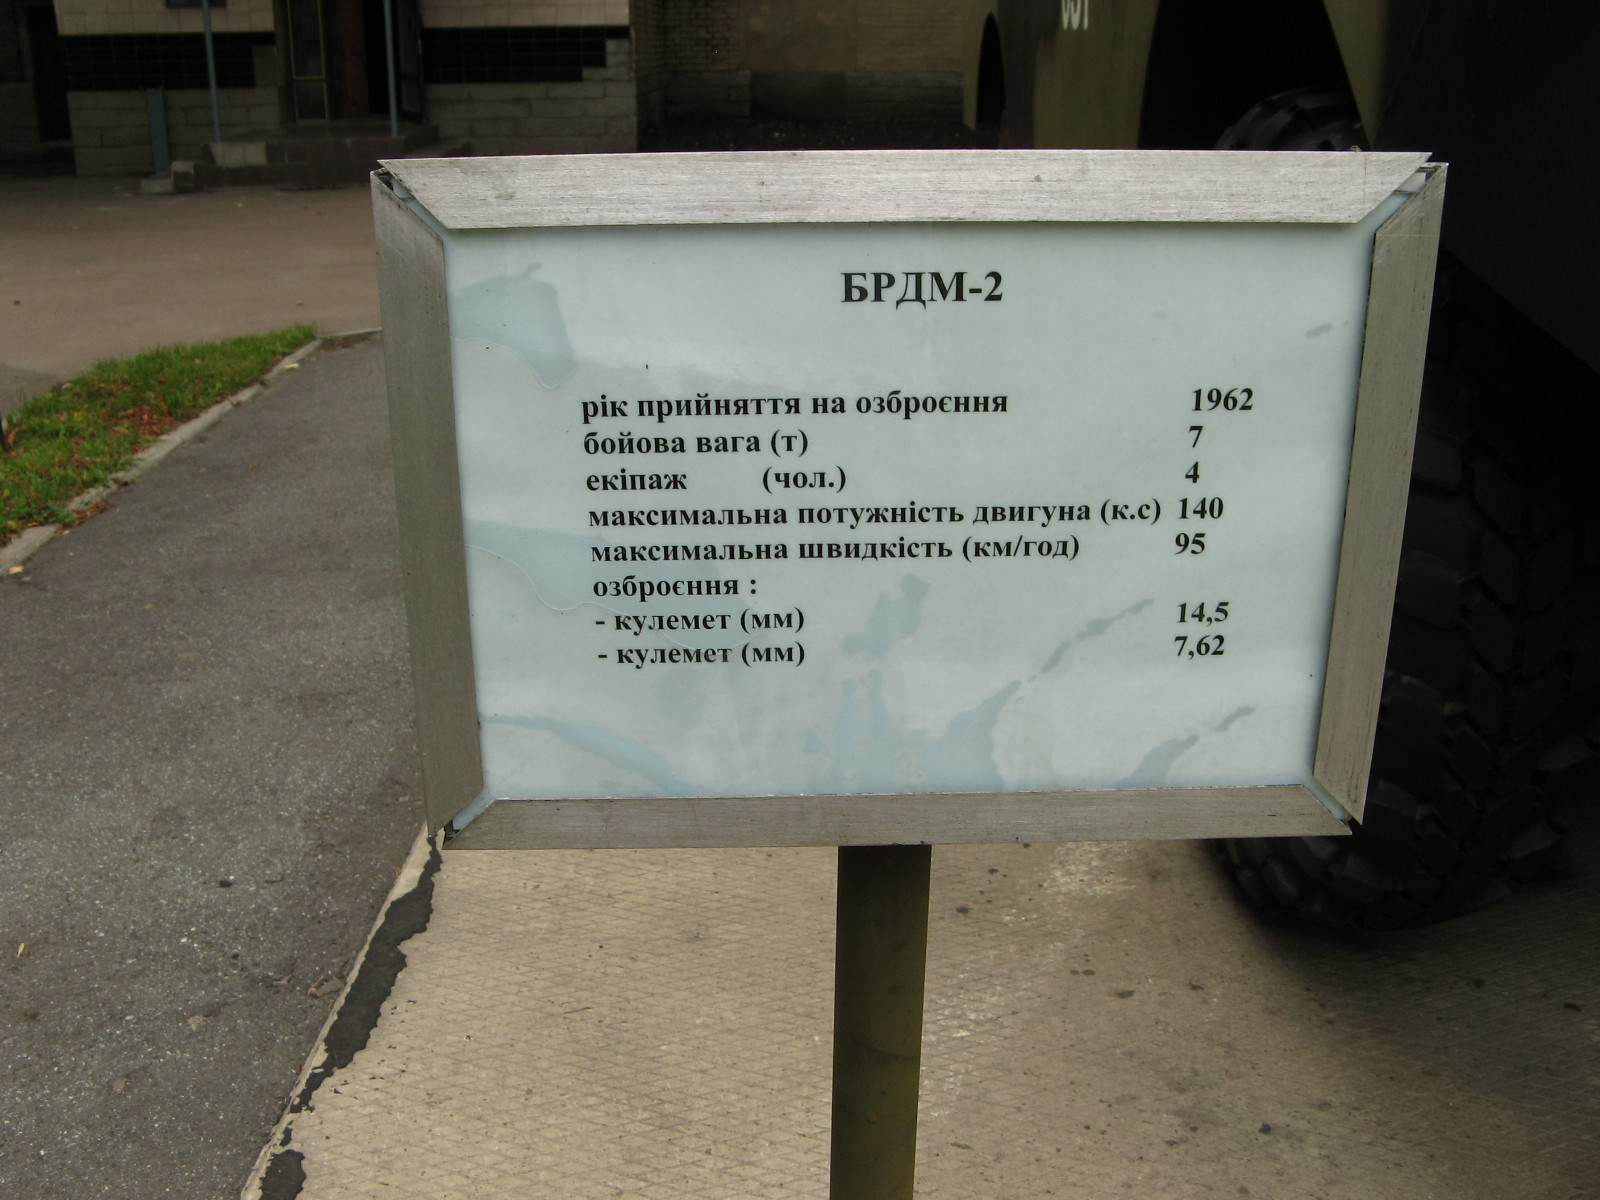 БРДМ-2
рік прийняття на озброєння 1962
бойова вага (т) 7
екіпаж (чол.) 4
максимальна потужність двигуна (к.с) 140
максимальна швидкість (км/год) 95
озброєння :
- кулемет (мм) 14,5
- кулемет (мм) 7,62